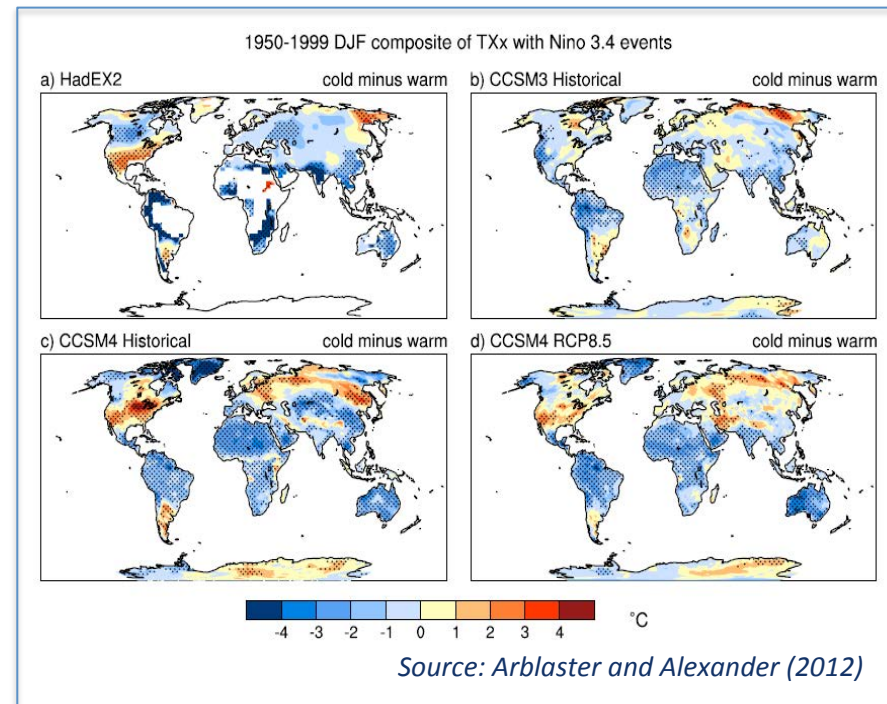 1950-1999 DJF composite of TXx with Nino 3.4 events
a) HadEX2 cold minus warm
b) CCSM3 Historical cold minus warm
c) CCSM4 Historical cold minus warm
d) CCSM4 RCP8.5 cold minus warm
-4 -3 -2 -1 0 1 2 3 4 °C
Source: Arblaster and Alexander (2012)